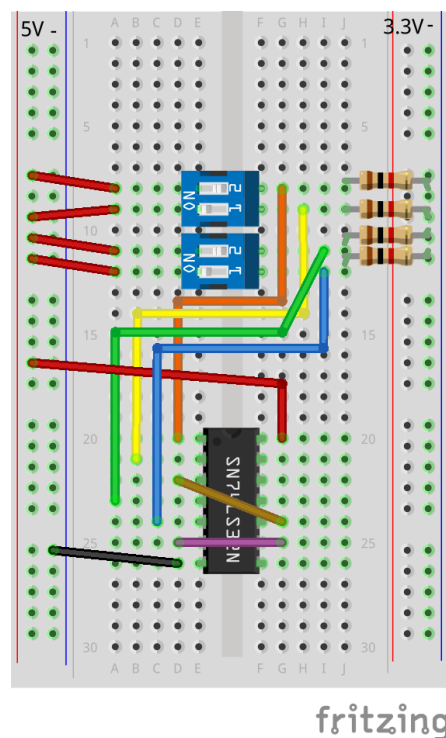 5V -
3.3V-
A B C D E F G H I J
1 1
5 5
ON 1 2
10 10
ON 1 2
15 15
20 20
25 25
30 30
A B C D E F G H I J
fritzing